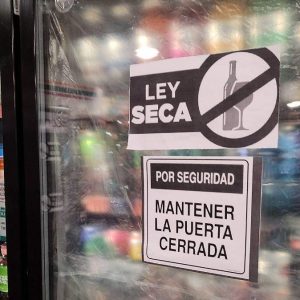 LEY
SECA
POR SEGURIDAD
MANTENER
LA PUERTA
CERRADA